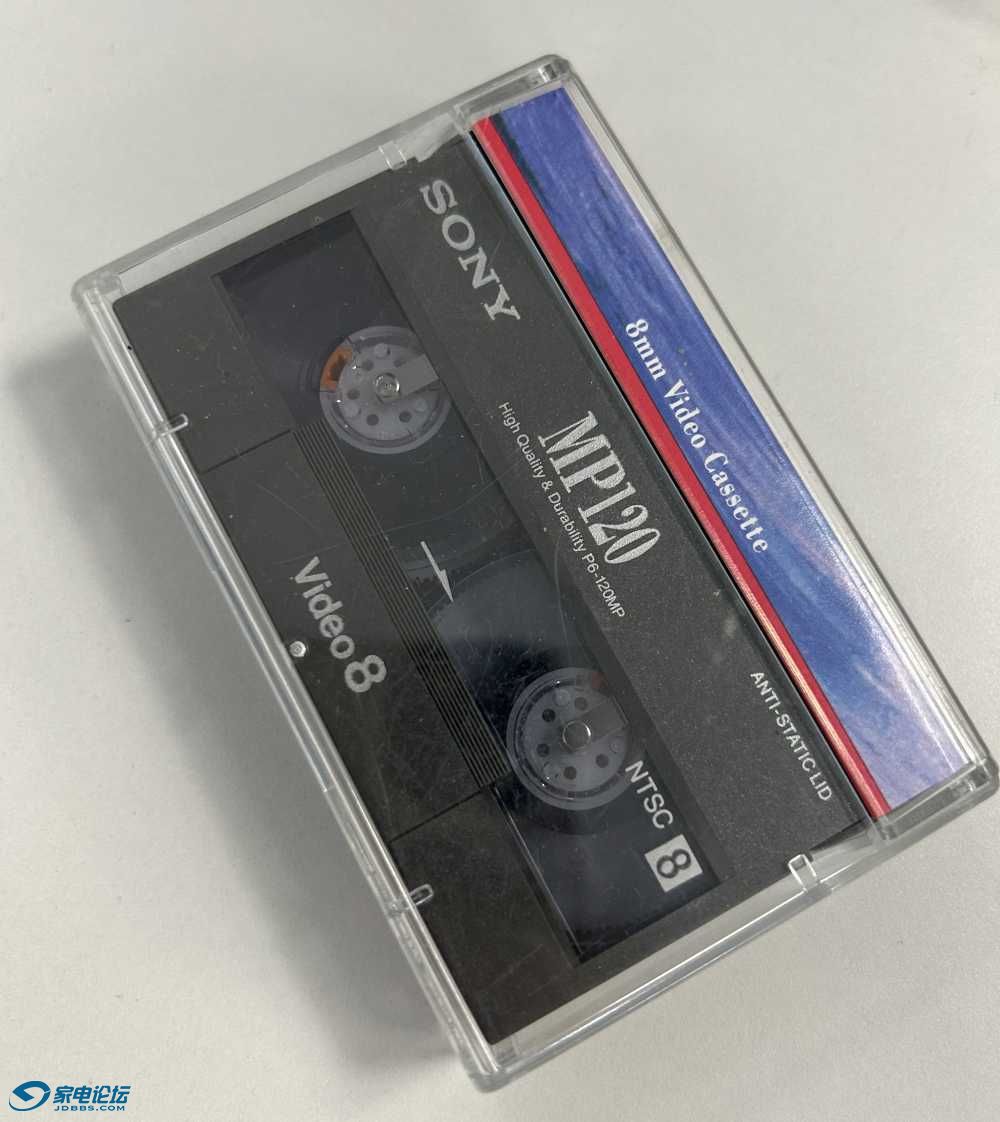 8mm Video Cassette
SONY
MP120
High Quality & Durability P6-120MP
ANTI-STATIC LID
NTSC 8
Video 8
家电论坛
JDBBS.COM